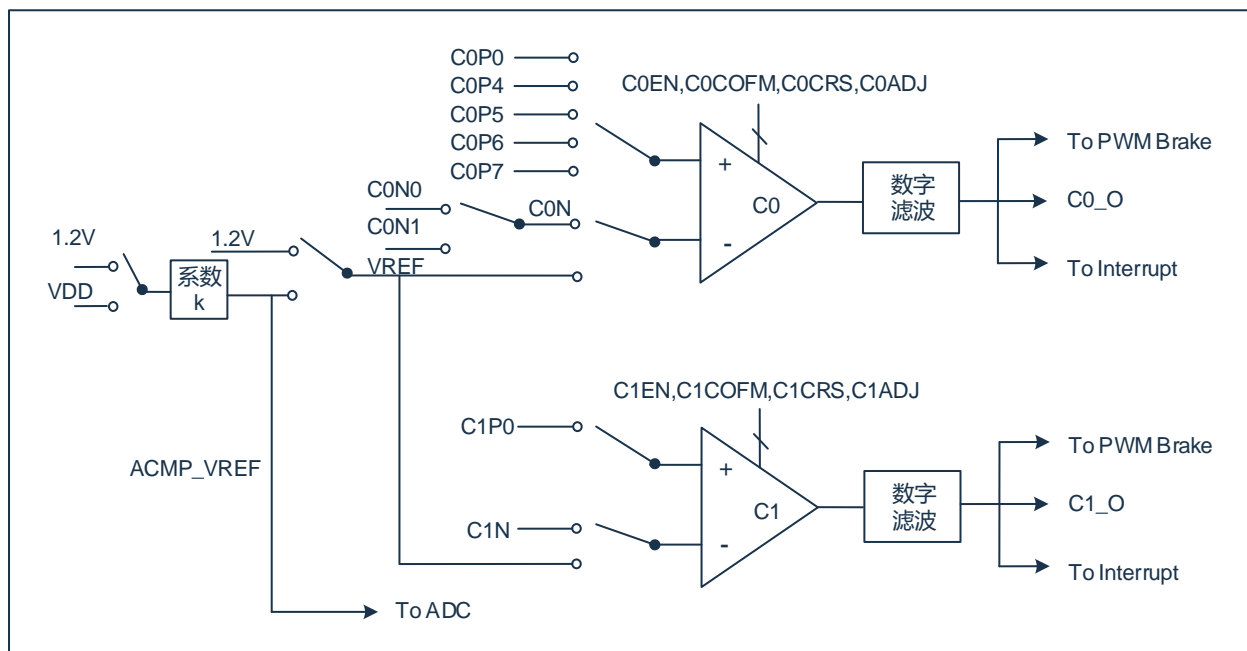 C0P0
C0P4
C0P5
C0P6
C0P7
C0EN,C0COFM,C0CRS,C0ADJ
+
-
C0
数字
滤波
To PWM Brake
C0_O
To Interrupt
C0N0
C0N1
C0N
VREF
1.2V
1.2V
VDD
系数
k
C1EN,C1COFM,C1CRS,C1ADJ
C1P0
C1N
+
-
C1
数字
滤波
To PWM Brake
C1_O
To Interrupt
ACMP_VREF
To ADC